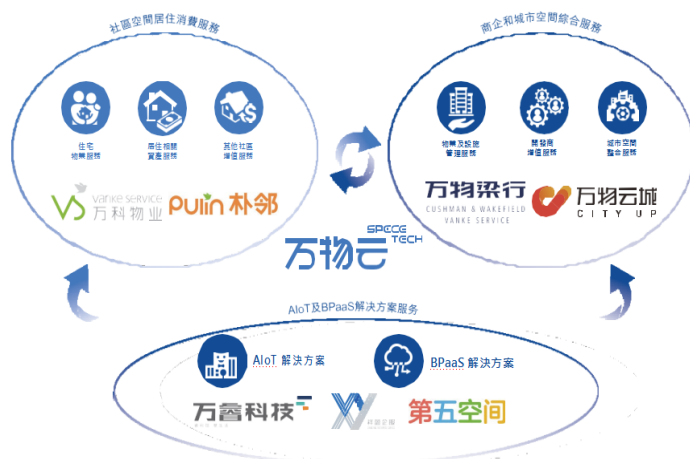 社區空間居住消費服務
住宅
物業服務
居住相關
資產服務
其他社區
增值服務
VS
vanke service
万科物业
Pulin 朴邻
商企和城市空間綜合服務
物業及設施
管理服務
開發商
增值服務
城市空間
整合服務
万物梁行
CUSHMAN & WAKEFIELD
VANKE SERVICE
万物云城
CITY UP
万物云
SPECE
TECH
AIoT及BPaaS解決方案服务
AIoT 解決方案
BPaaS 解決方案
万睿科技
第五空间